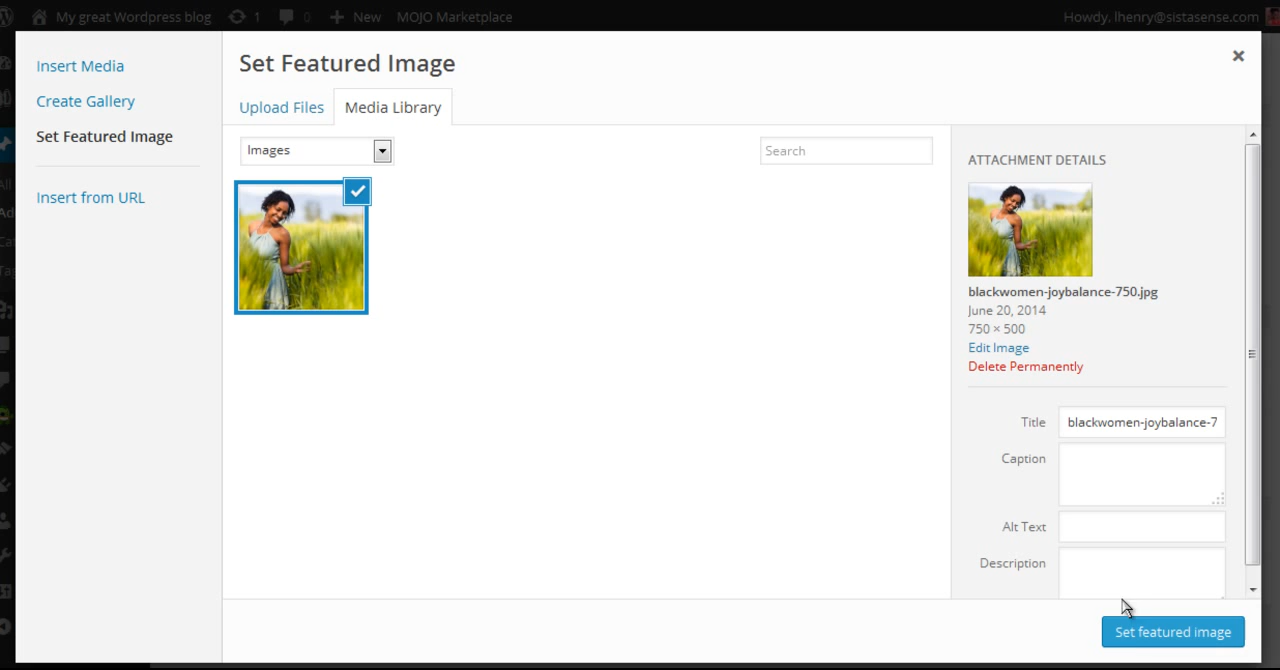 My great Wordpress blog 1 0 New MOJO Marketplace Howdy, lhenry@sistasense.com
Insert Media
Create Gallery
Set Featured Image
Insert from URL
Set Featured Image
Upload Files Media Library
Images
Search
ATTACHMENT DETAILS
blackwomen-joybalance-750.jpg
June 20, 2014
750 × 500
Edit Image
Delete Permanently
Title blackwomen-joybalance-7
Caption
Alt Text
Description
Set featured image